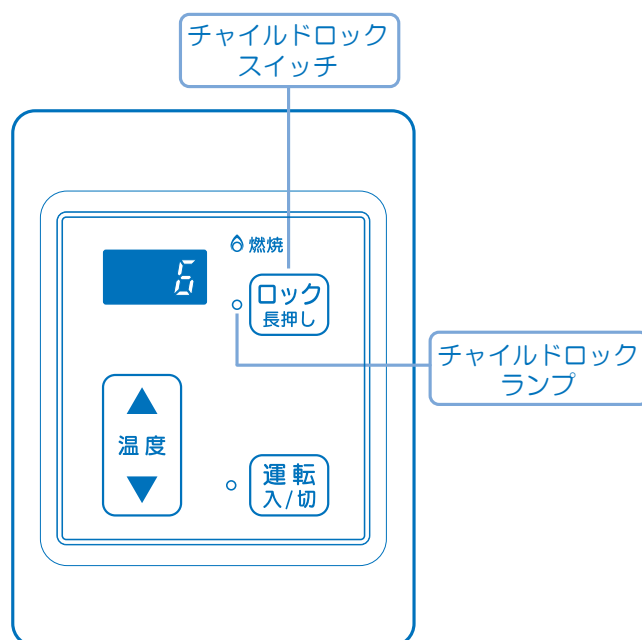 チャイルドロック
スイッチ
燃焼
6
ロック
長押し
チャイルドロック
ランプ
温度
運転
入/切